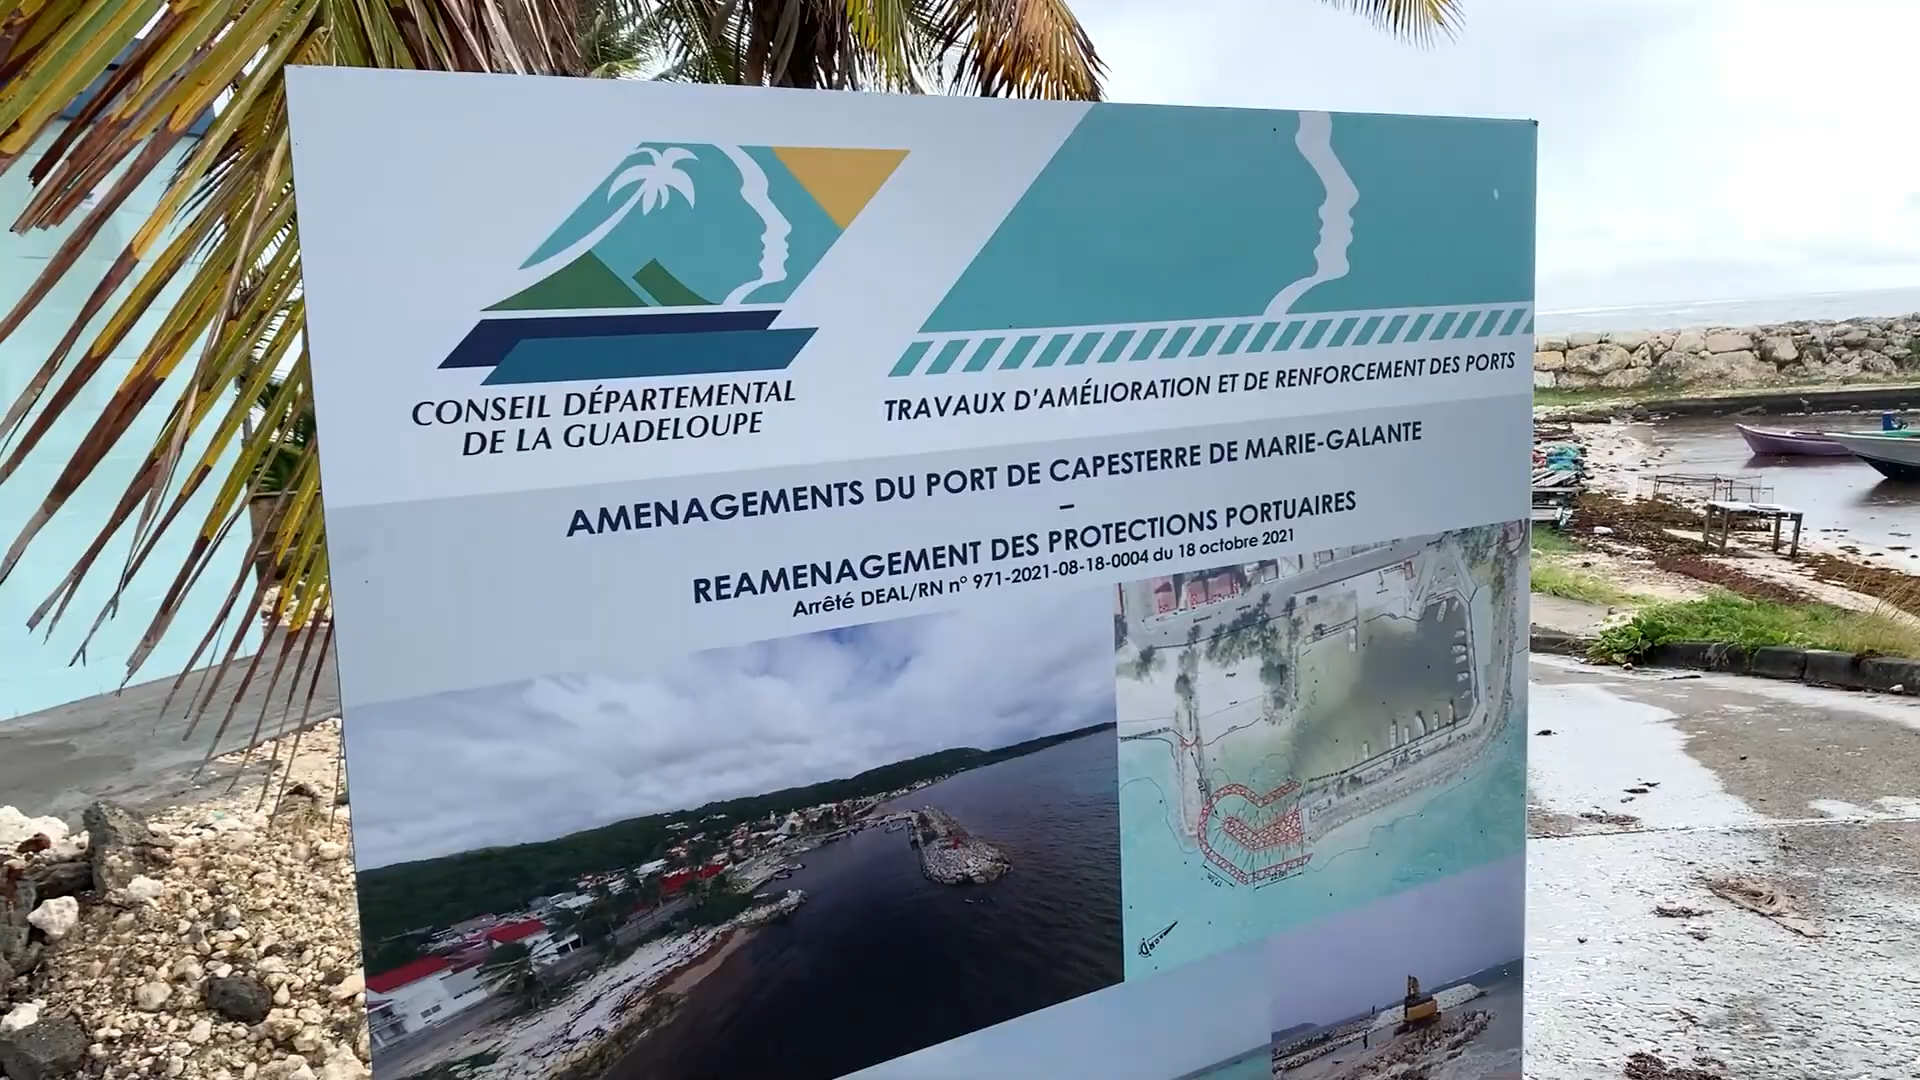 CONSEIL DÉPARTEMENTAL
DE LA GUADELOUPE
TRAVAUX D'AMÉLIORATION ET DE RENFORCEMENT DES PORTS
AMENAGEMENTS DU PORT DE CAPESTERRE DE MARIE-GALANTE
–
REAMENAGEMENT DES PROTECTIONS PORTUAIRES
Arrêté DEAL/RN n° 971-2021-08-18-0004 du 18 octobre 2021